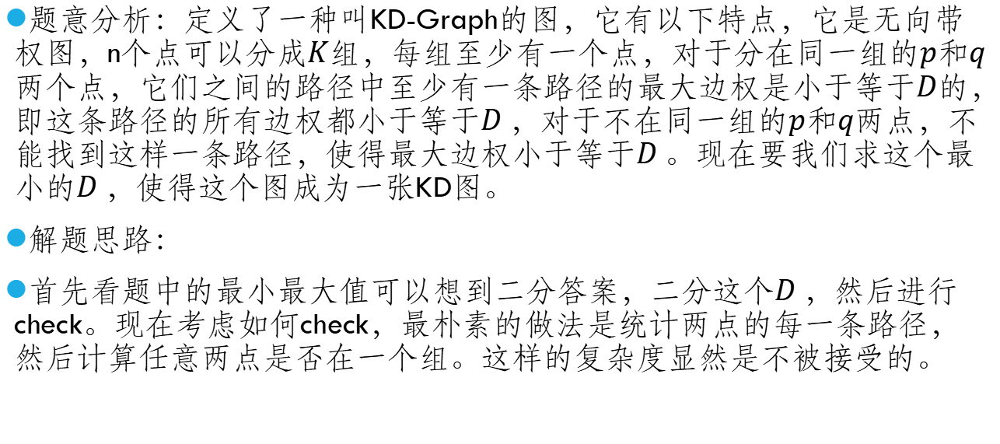 ●题意分析：定义了一种叫KD-Graph的图，它有以下特点，它是无向带
权图，n个点可以分成K组，每组至少有一个点，对于分在同一组的p和q
两个点，它们之间的路径中至少有一条路径的最大边权是小于等于D的，
即这条路径的所有边权都小于等于D ，对于不在同一组的p和q两点，不
能找到这样一条路径，使得最大边权小于等于D 。现在要我们求这个最
小的D ，使得这个图成为一张KD图。
●解题思路：
●首先看题中的最小最大值可以想到二分答案，二分这个D ，然后进行
check。现在考虑如何check，最朴素的做法是统计两点的每一条路径，
然后计算任意两点是否在一个组。这样的复杂度显然是不被接受的。